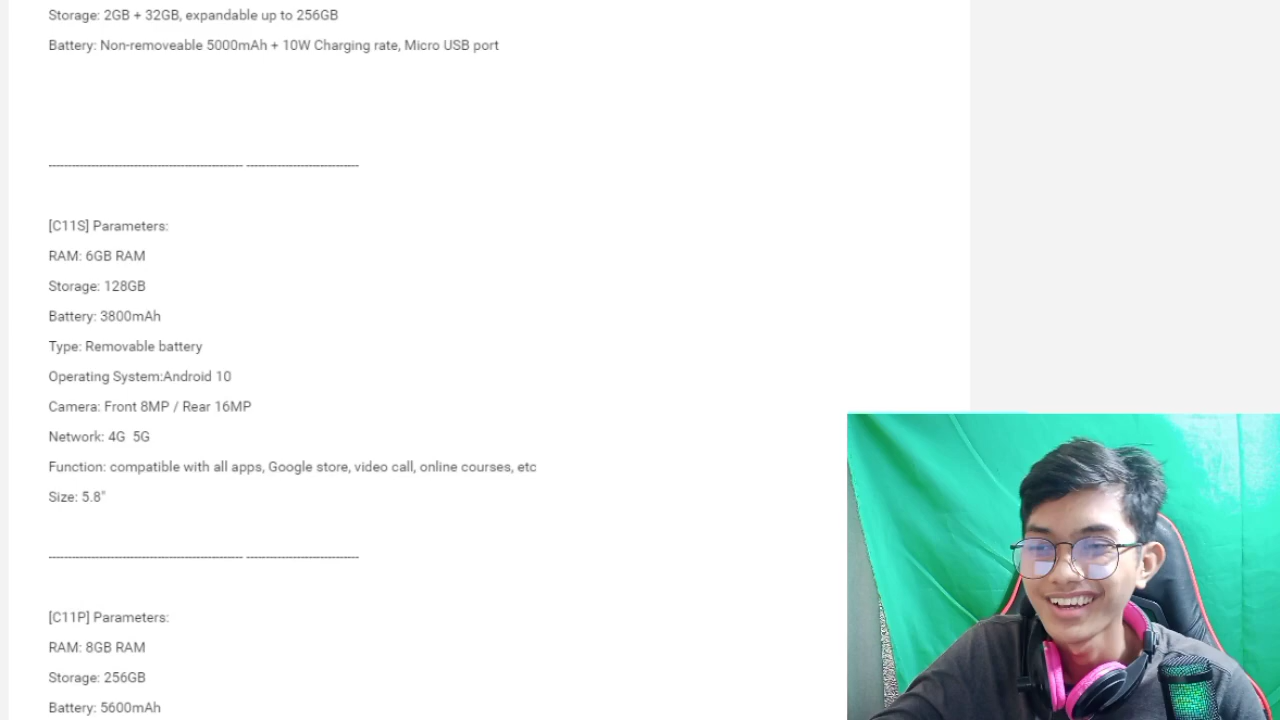 Storage: 2GB + 32GB, expandable up to 256GB
Battery: Non-removeable 5000mAh + 10W Charging rate, Micro USB port
---------------------------------------------------- ------------------------------
[C11S] Parameters:
RAM: 6GB RAM
Storage: 128GB
Battery: 3800mAh
Type: Removable battery
Operating System:Android 10
Camera: Front 8MP / Rear 16MP
Network: 4G  5G
Function: compatible with all apps, Google store, video call, online courses, etc
Size: 5.8"
---------------------------------------------------- ------------------------------
[C11P] Parameters:
RAM: 8GB RAM
Storage: 256GB
Battery: 5600mAh